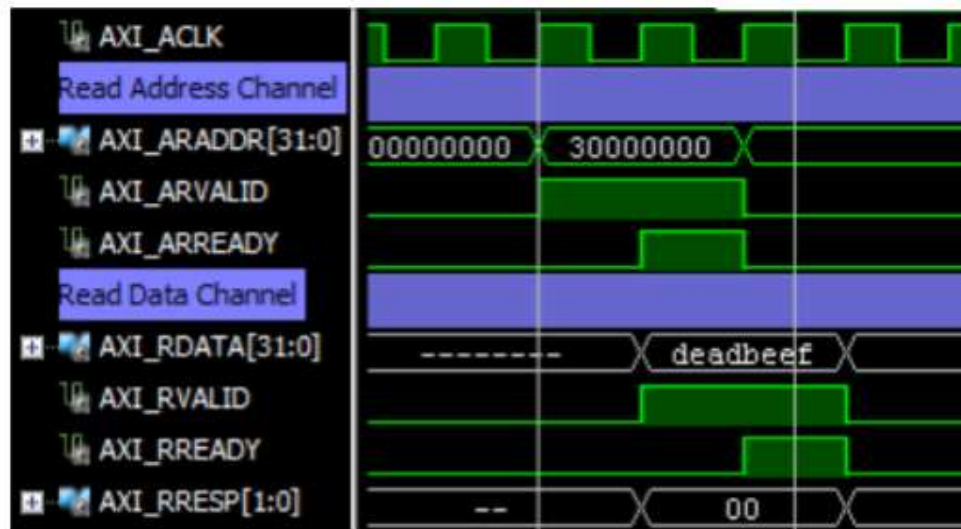 AXI_ACLK
Read Address Channel
AXI_ARADDR[31:0] 00000000 30000000
AXI_ARVALID
AXI_ARREADY
Read Data Channel
AXI_RDATA[31:0] -------- deadbeef
AXI_RVALID
AXI_RREADY
AXI_RRESP[1:0] -- 00